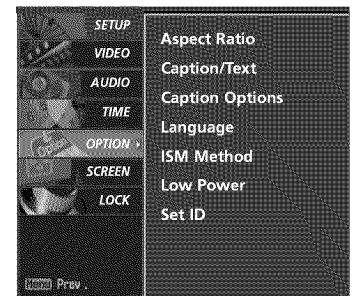 SETUP
VIDEO
AUDIO
TIME
OPTION
SCREEN
LOCK
Menu Prev.
Aspect Ratio
Caption/Text
Caption Options
Language
ISM Method
Low Power
Set ID